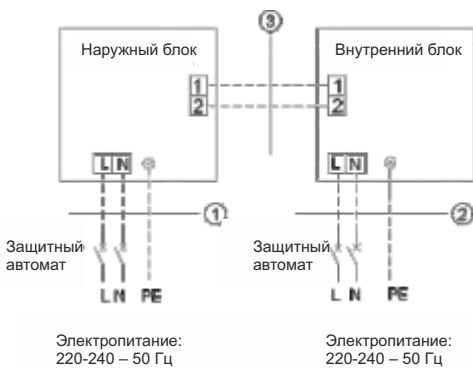 ③
Наружный блок
Внутренний блок
1
2
1
2
L N
L N
①
②
Защитный
автомат
Защитный
автомат
L N PE
L N PE
Электропитание:
220-240 – 50 Гц
Электропитание:
220-240 – 50 Гц